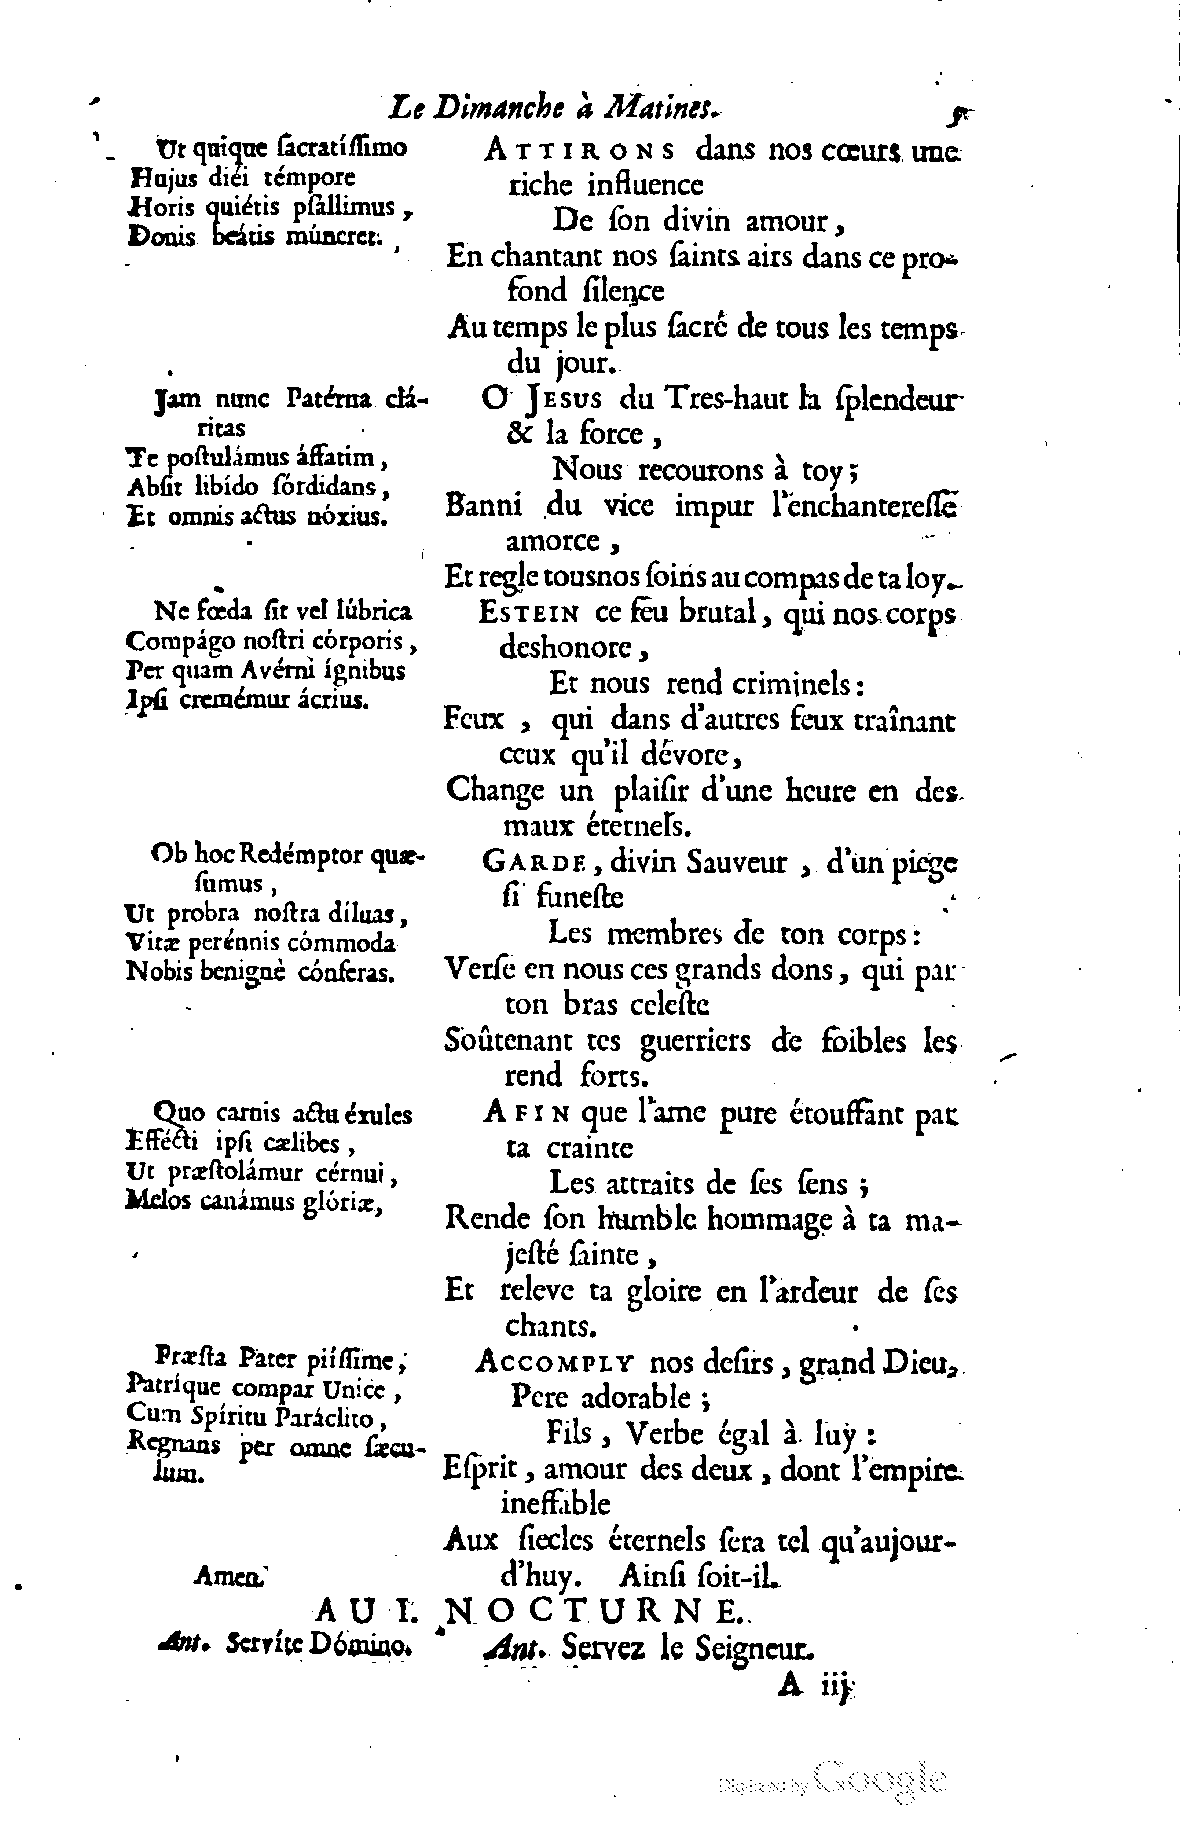 Le Dimanche à Matines. 5
Ut quique ſacratíſſimo
Hujus diéi témpore
Horis quiétis pſállimus,
Donis beátis múneret.
ATTIRONS dans nos cœurs une
riche influence
De ſon divin amour,
En chantant nos ſaints airs dans ce pro-
fond ſilence
Au temps le plus ſacré de tous les temps
du jour.
Jam nunc Patérna clá-
ritas
Te poſtulámus áffatim,
Abſit libído ſórdidans,
Et omnis actus nóxius.
O JESUS du Tres-haut la ſplendeur
& la force,
Nous recourons à toy;
Banni du vice impur l'enchantereſſe
amorce,
Et regle tous nos ſoins au compas de ta loy.
Ne fœda ſit vel lúbrica
Compágo noſtri córporis,
Per quam Avérni ígnibus
Ipſi cremémur ácrius.
ESTEIN ce feu brutal, qui nos corps
deshonore,
Et nous rend criminels:
Feux, qui dans d'autres feux traînant
ceux qu'il dévore,
Change un plaiſir d'une heure en des
maux éternels.
Ob hoc Redémptor quæ-
ſumus,
Ut probra noſtra díluas,
Vitæ perénnis cómmoda
Nobis benignè cónferas.
GARDE, divin Sauveur, d'un piege
ſi funeſte
Les membres de ton corps:
Verſe en nous ces grands dons, qui par
ton bras celeſte
Soûtenant tes guerriers de foibles les
rend forts.
Quo carnis actu éxules
Effécti ipſi cælibes,
Ut præſtolámur cérnui,
Melos canámus glóriæ,
AFIN que l'ame pure étouffant par
ta crainte
Les attraits de ſes ſens;
Rende ſon humble hommage à ta ma-
jeſté ſainte,
Et releve ta gloire en l'ardeur de ſes
chants.
Præſta Pater piíſſime,
Patríque compar Unice,
Cum Spíritu Paráclito,
Regnans per omne ſæcu-
lum.
Amen.
ACCOMPLY nos deſirs, grand Dieu,
Pere adorable;
Fils, Verbe égal à luy:
Eſprit, amour des deux, dont l'empire
ineffable
Aux ſiecles éternels ſera tel qu'aujour-
d'huy. Ainſi ſoit-il.
AU I. NOCTURNE.
Ant. Servíte Dómino.
Ant. Servez le Seigneur.
A iij
Digitized by Google